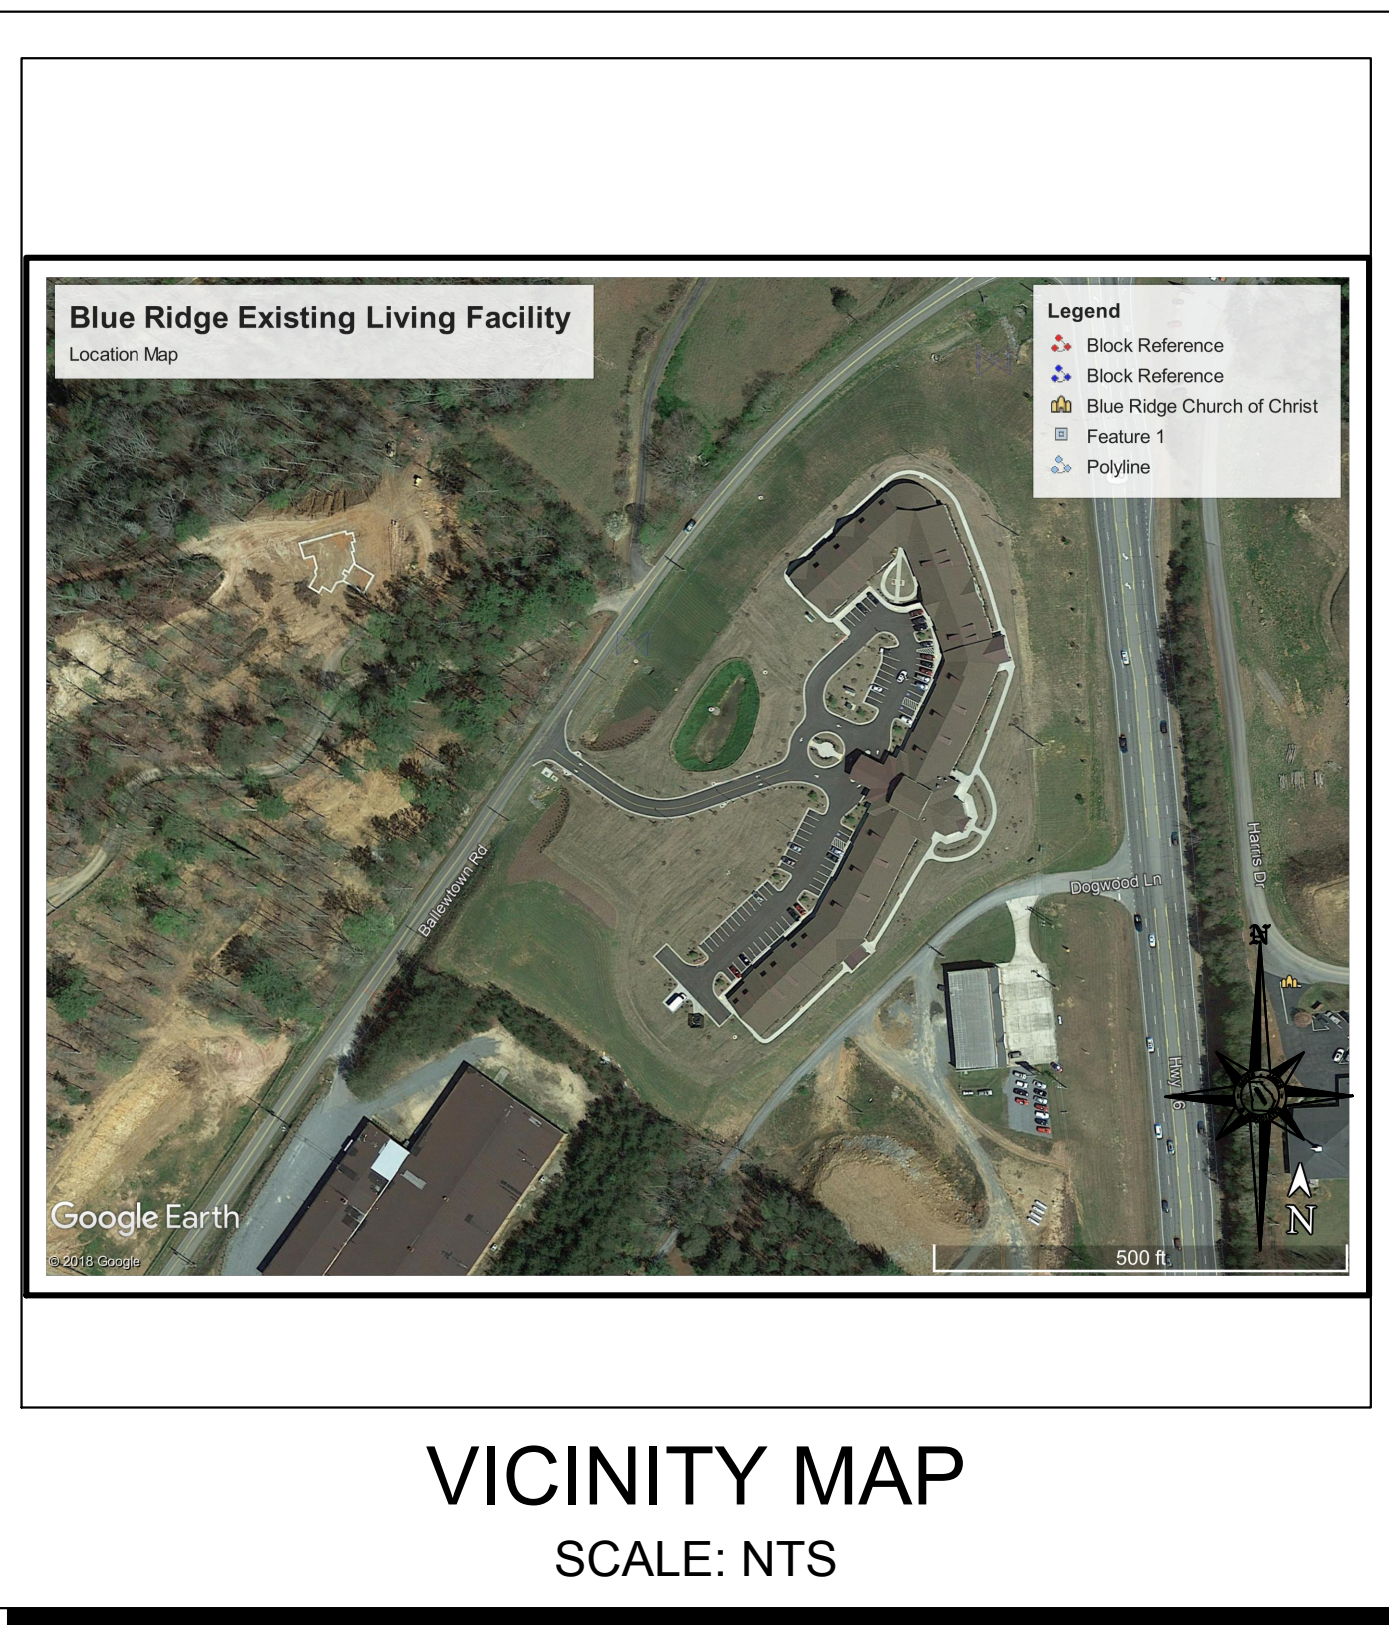 Blue Ridge Existing Living Facility
Location Map
Legend
Block Reference
Block Reference
Blue Ridge Church of Christ
Feature 1
Polyline
Ballewtown Rd
Dogwood Ln
Harris Dr
N
Hwy
N
Google Earth
© 2018 Google
500 ft
VICINITY MAP
SCALE: NTS